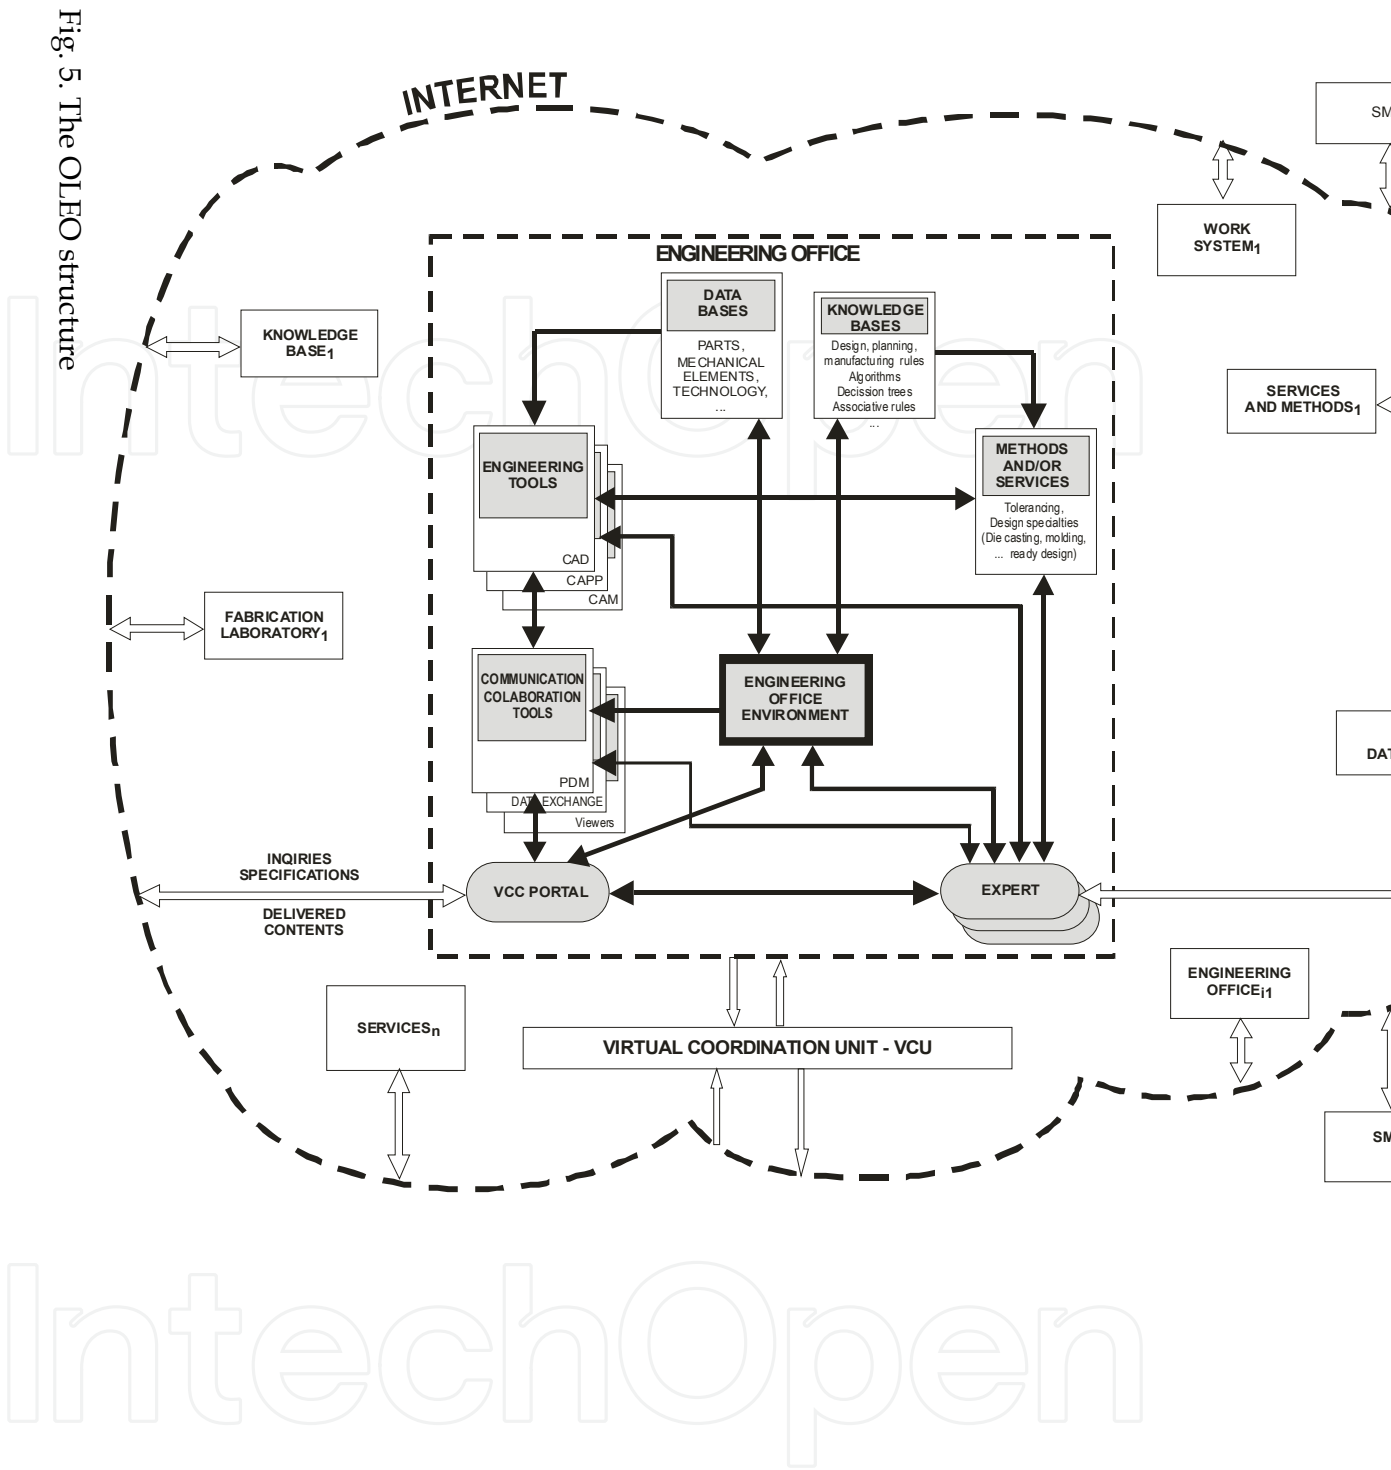 Fig. 5. The OLEO structure
INTERNET
SM
WORK
SYSTEM1
ENGINEERING OFFICE
DATA
BASES
PARTS,
MECHANICAL
ELEMENTS,
TECHNOLOGY,
...
KNOWLEDGE
BASES
Design, planning,
manufacturing rules
Algorithms
Decission trees
Associative rules
...
KNOWLEDGE
BASE1
SERVICES
AND METHODS1
ENGINEERING
TOOLS
CAD
CAPP
CAM
METHODS
AND/OR
SERVICES
Tolerancing,
Design specialties
(Die casting, molding,
... ready design)
FABRICATION
LABORATORY1
COMMUNICATION
COLABORATION
TOOLS
PDM
DATA EXCHANGE
Viewers
ENGINEERING
OFFICE
ENVIRONMENT
DAT
INQIRIES
SPECIFICATIONS
DELIVERED
CONTENTS
VCC PORTAL
EXPERT
ENGINEERING
OFFICEi1
SERVICESn
VIRTUAL COORDINATION UNIT - VCU
SM
IntechOpen
IntechOpen